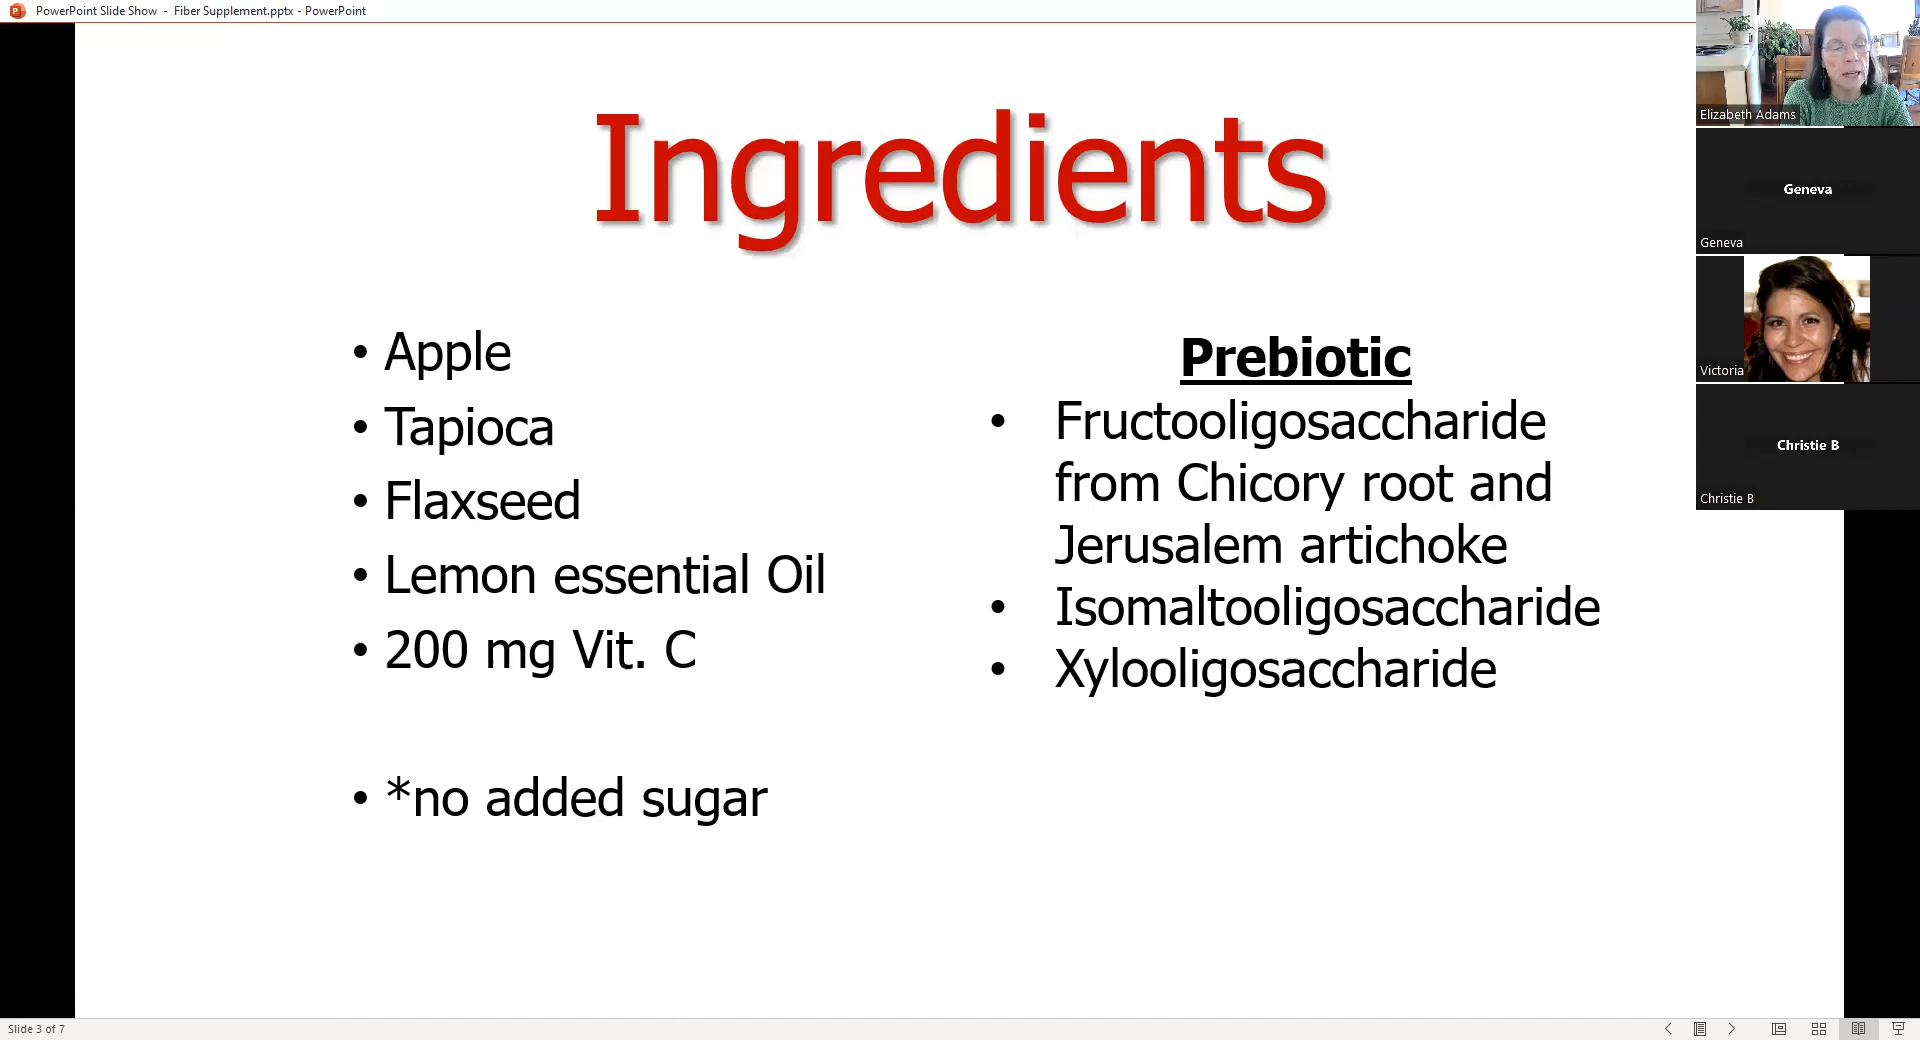 PowerPoint Slide Show - Fiber Supplement.pptx - PowerPoint
Ingredients
• Apple
• Tapioca
• Flaxseed
• Lemon essential Oil
• 200 mg Vit. C
• *no added sugar
Prebiotic
• Fructooligosaccharide
from Chicory root and
Jerusalem artichoke
• Isomaltooligosaccharide
• Xylooligosaccharide
Elizabeth Adams
Geneva
Geneva
Victoria
Christie B
Christie B
Slide 3 of 7